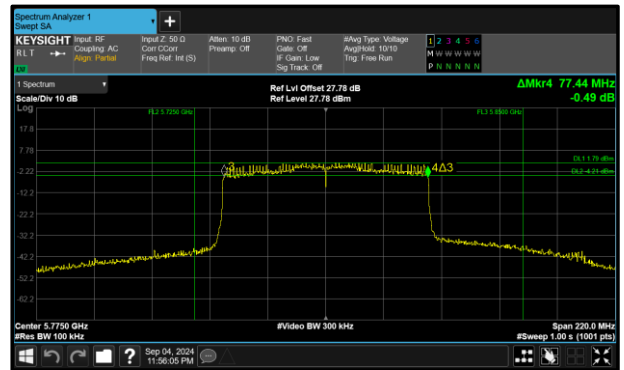 Spectrum Analyzer 1
Swept SA
+
KEYSIGHT
RLT
Input: RF
Coupling: AC
Align: Partial
Input Z: 50 Ω
Corr CCorr
Freq Ref: Int (S)
Atten: 10 dB
Preamp: Off
PNO: Fast
Gate: Off
IF Gain: Low
Sig Track: Off
#Avg Type: Voltage
Avg|Hold: 10/10
Trig: Free Run
1 2 3 4 5 6
M W W W W W
P N N N N N
1 Spectrum
Scale/Div 10 dB
Log
Ref Lvl Offset 27.78 dB
Ref Level 27.78 dBm
ΔMkr4 77.44 MHz
-0.49 dB
FL2 5.7250 GHz
FL3 5.8500 GHz
17.8
7.78
-2.22
-12.2
-22.2
-32.2
-42.2
-52.2
-62.2
3
4Δ3
DL1 1.79 dBm
DL2 -4.21 dBm
Center 5.7750 GHz
#Res BW 100 kHz
#Video BW 300 kHz
Span 220.0 MHz
#Sweep 1.00 s (1001 pts)
?
Sep 04, 2024
11:56:05 PM